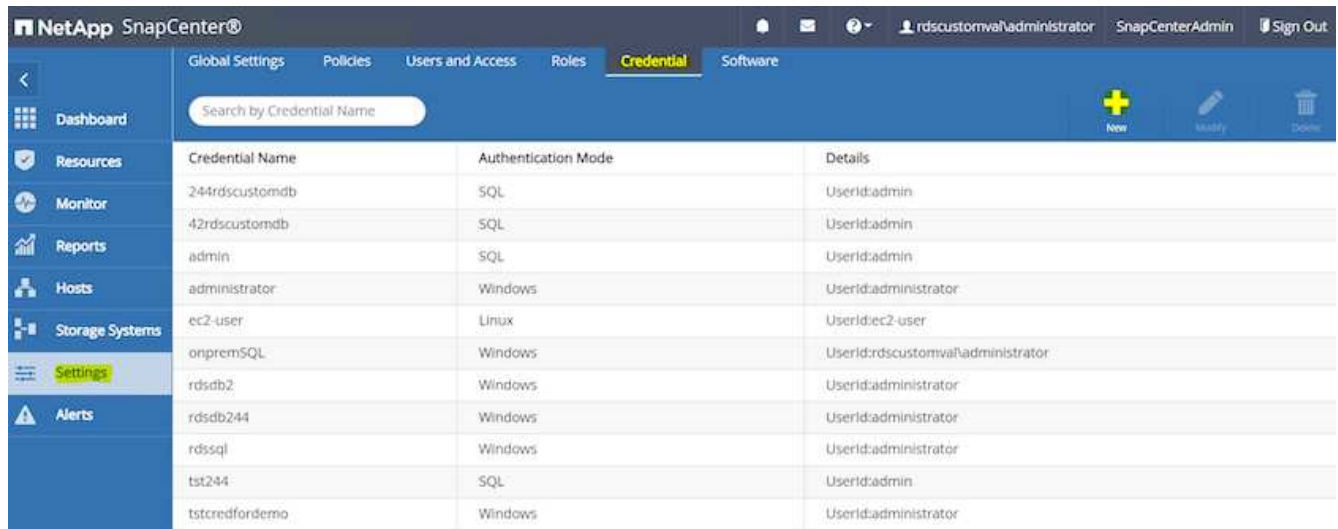 NetApp SnapCenter® rdscustomval\administrator SnapCenterAdmin Sign Out
Global Settings Policies Users and Access Roles Credential Software
Search by Credential Name
New Modify Delete
Dashboard
Resources
Monitor
Reports
Hosts
Storage Systems
Settings
Alerts
Credential Name Authentication Mode Details
244rdscustomdb SQL UserId:admin
42rdscustomdb SQL UserId:admin
admin SQL UserId:admin
administrator Windows UserId:administrator
ec2-user Linux UserId:ec2-user
onpremSQL Windows UserId:rdscustomval\administrator
rdsdb2 Windows UserId:administrator
rdsdb244 Windows UserId:administrator
rdssql Windows UserId:administrator
tst244 SQL UserId:admin
tstcredfordemo Windows UserId:administrator